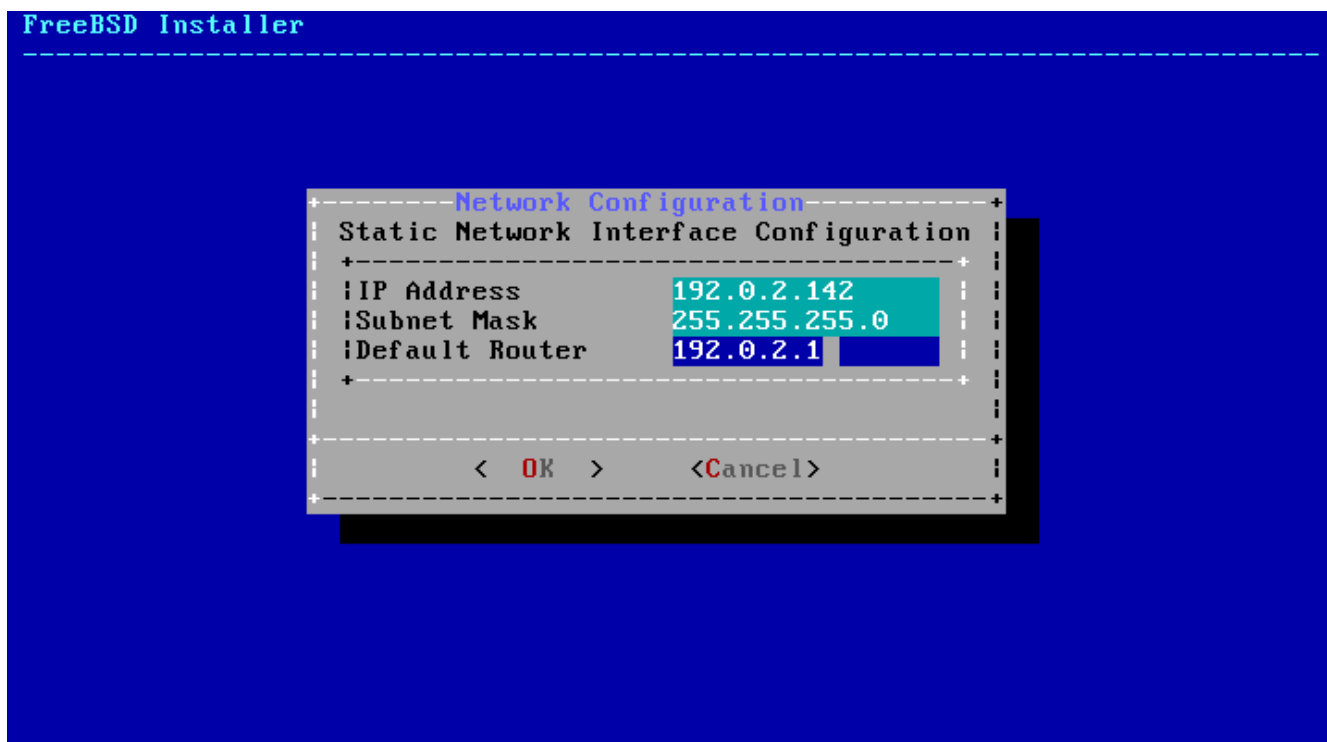 FreeBSD Installer
Network Configuration
Static Network Interface Configuration
IP Address 192.0.2.142
Subnet Mask 255.255.255.0
Default Router 192.0.2.1
< OK > <Cancel>